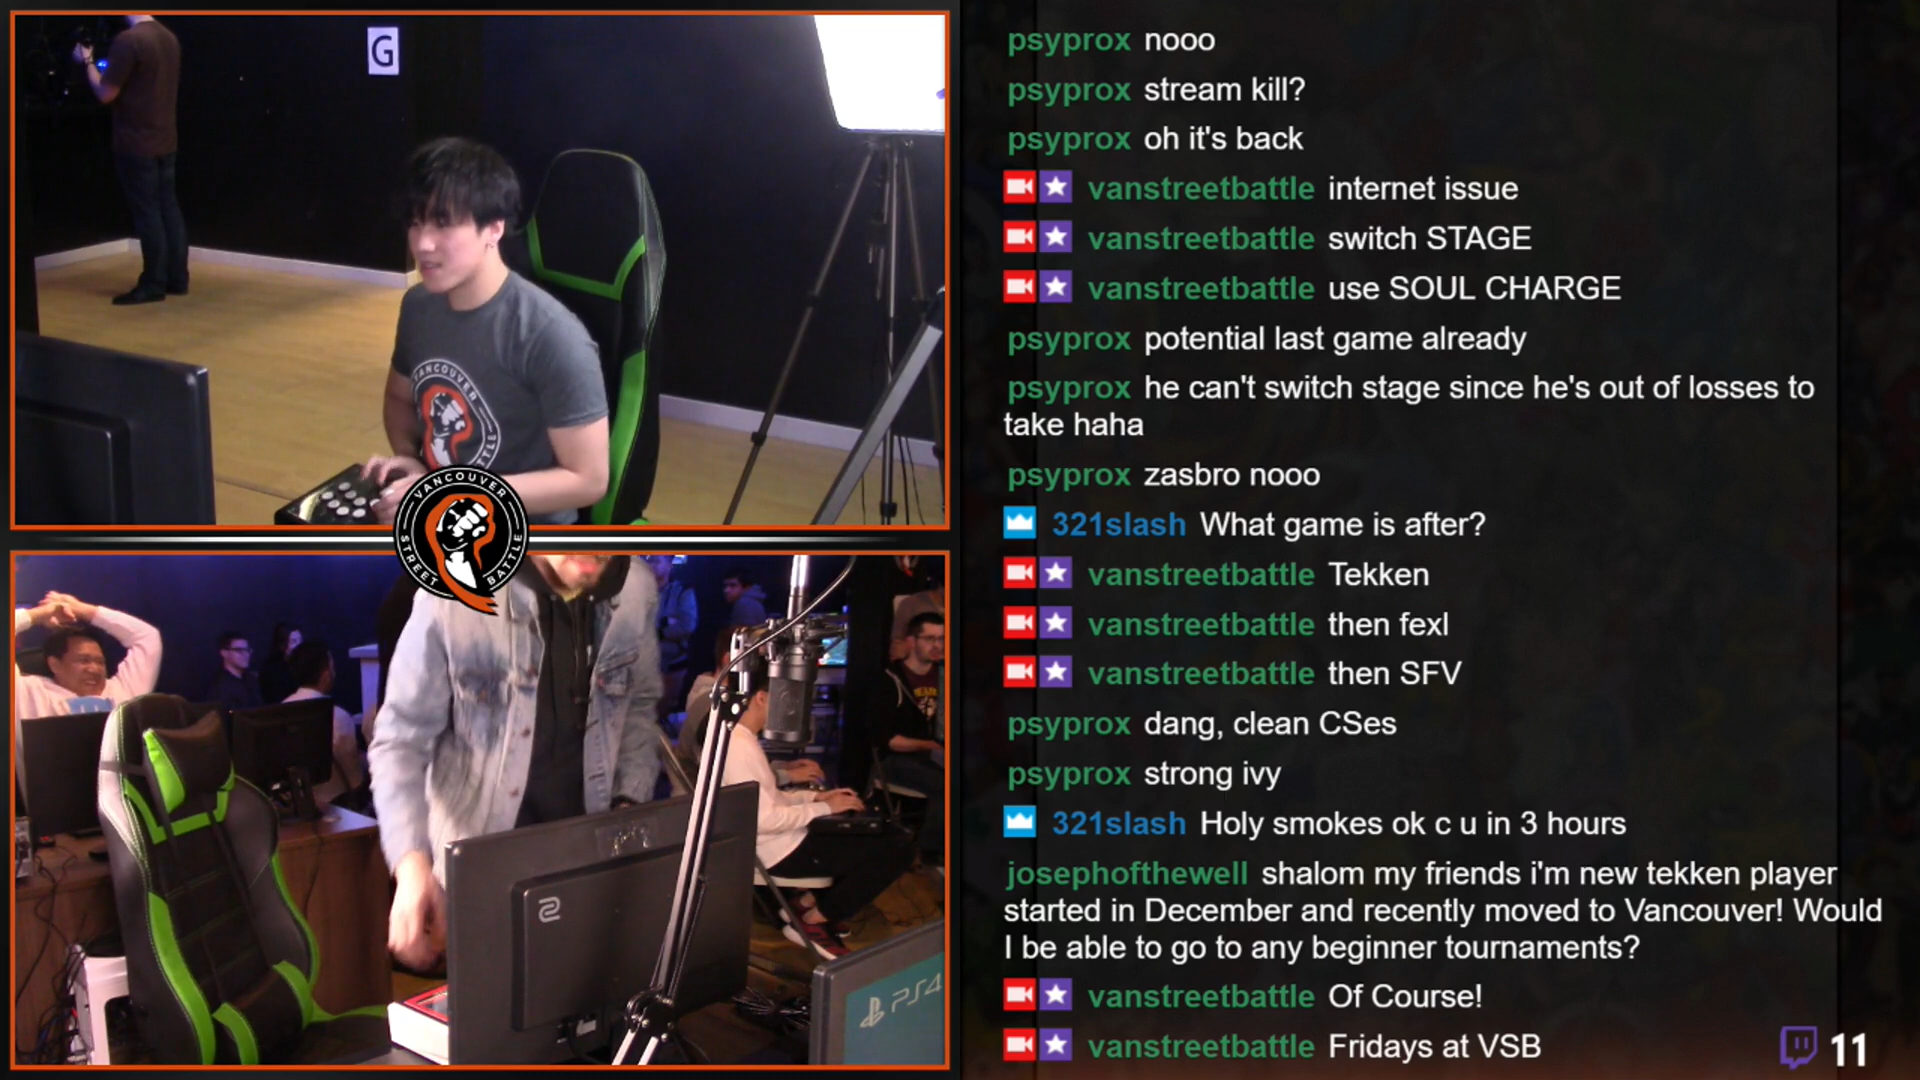 G
VANCOUVER
STREET BATTLE
VANCOUVER
STREET BATTLE
PS4
psyprox nooo
psyprox stream kill?
psyprox oh it's back
vanstreetbattle internet issue
vanstreetbattle switch STAGE
vanstreetbattle use SOUL CHARGE
psyprox potential last game already
psyprox he can't switch stage since he's out of losses to
take haha
psyprox zasbro nooo
321slash What game is after?
vanstreetbattle Tekken
vanstreetbattle then fexl
vanstreetbattle then SFV
psyprox dang, clean CSes
psyprox strong ivy
321slash Holy smokes ok c u in 3 hours
josephofthewell shalom my friends i'm new tekken player
started in December and recently moved to Vancouver! Would
I be able to go to any beginner tournaments?
vanstreetbattle Of Course!
vanstreetbattle Fridays at VSB
11